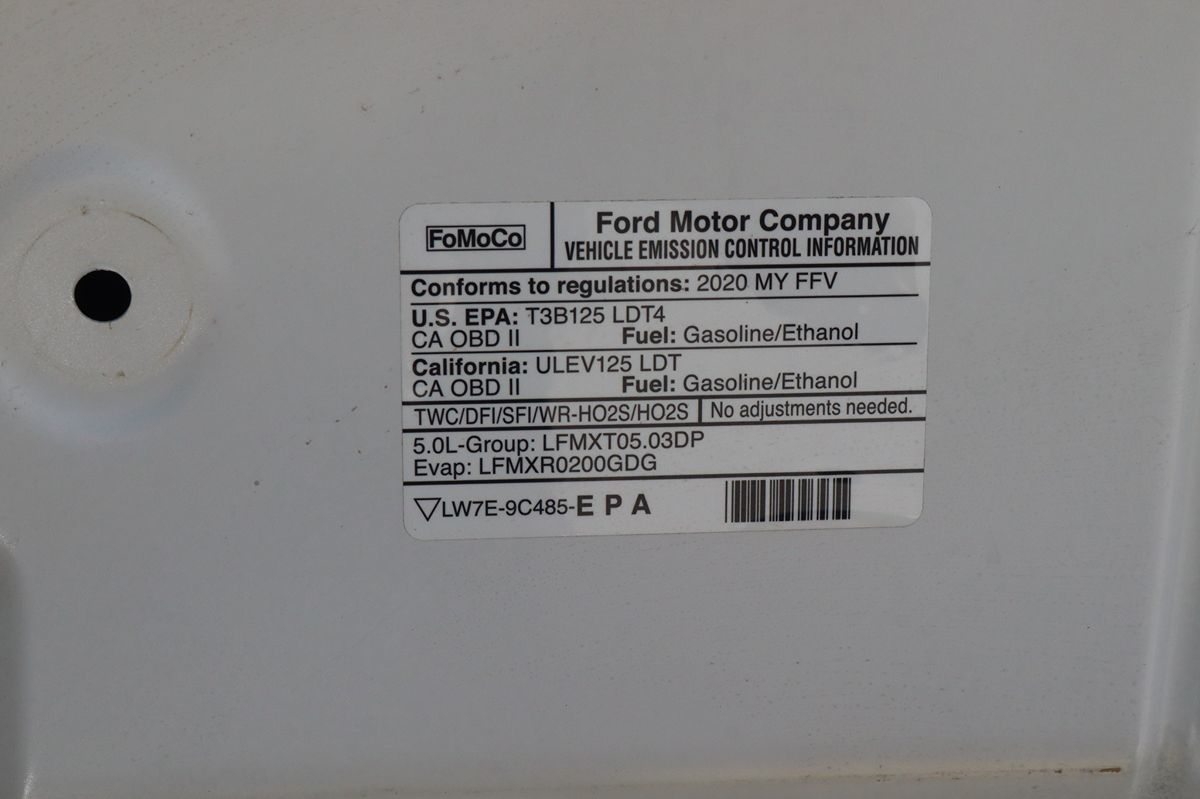 FoMoCo
Ford Motor Company
VEHICLE EMISSION CONTROL INFORMATION
Conforms to regulations: 2020 MY FFV
U.S. EPA: T3B125 LDT4
CA OBD II Fuel: Gasoline/Ethanol
California: ULEV125 LDT
CA OBD II Fuel: Gasoline/Ethanol
TWC/DFI/SFI/WR-HO2S/HO2S No adjustments needed.
5.0L-Group: LFMXT05.03DP
Evap: LFMXR0200GDG
LW7E-9C485-E P A